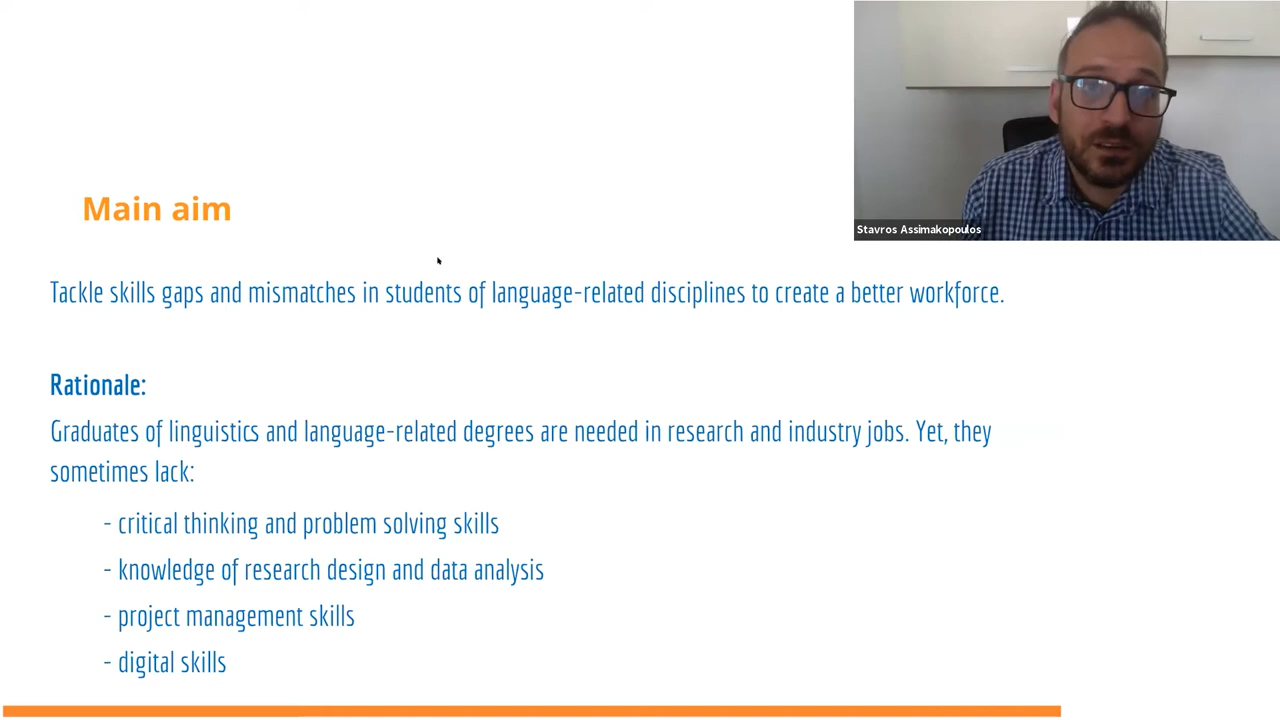 Stavros Assimakopoulos
Main aim
Tackle skills gaps and mismatches in students of language-related disciplines to create a better workforce.
Rationale:
Graduates of linguistics and language-related degrees are needed in research and industry jobs. Yet, they
sometimes lack:
- critical thinking and problem solving skills
- knowledge of research design and data analysis
- project management skills
- digital skills